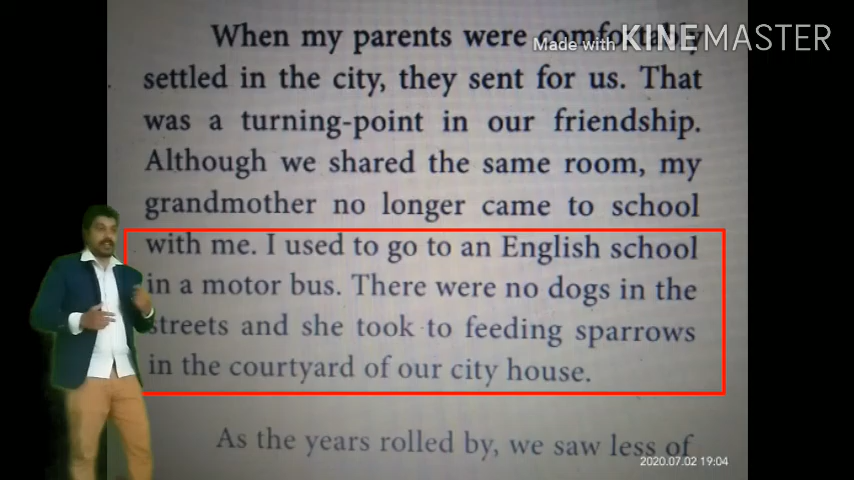 When my parents were comfortably
Made with KINEMASTER
settled in the city, they sent for us. That
was a turning-point in our friendship.
Although we shared the same room, my
grandmother no longer came to school
with me. I used to go to an English school
in a motor bus. There were no dogs in the
streets and she took to feeding sparrows
in the courtyard of our city house.
As the years rolled by, we saw less of
2020.07.02 19:04